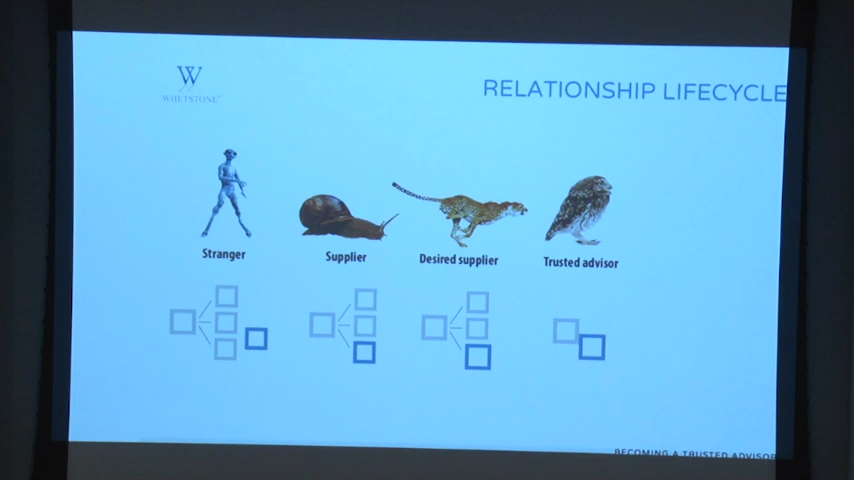 W
WHETSTONE
RELATIONSHIP LIFECYCLE
Stranger
Supplier
Desired supplier
Trusted advisor
BECOMING A TRUSTED ADVISOR